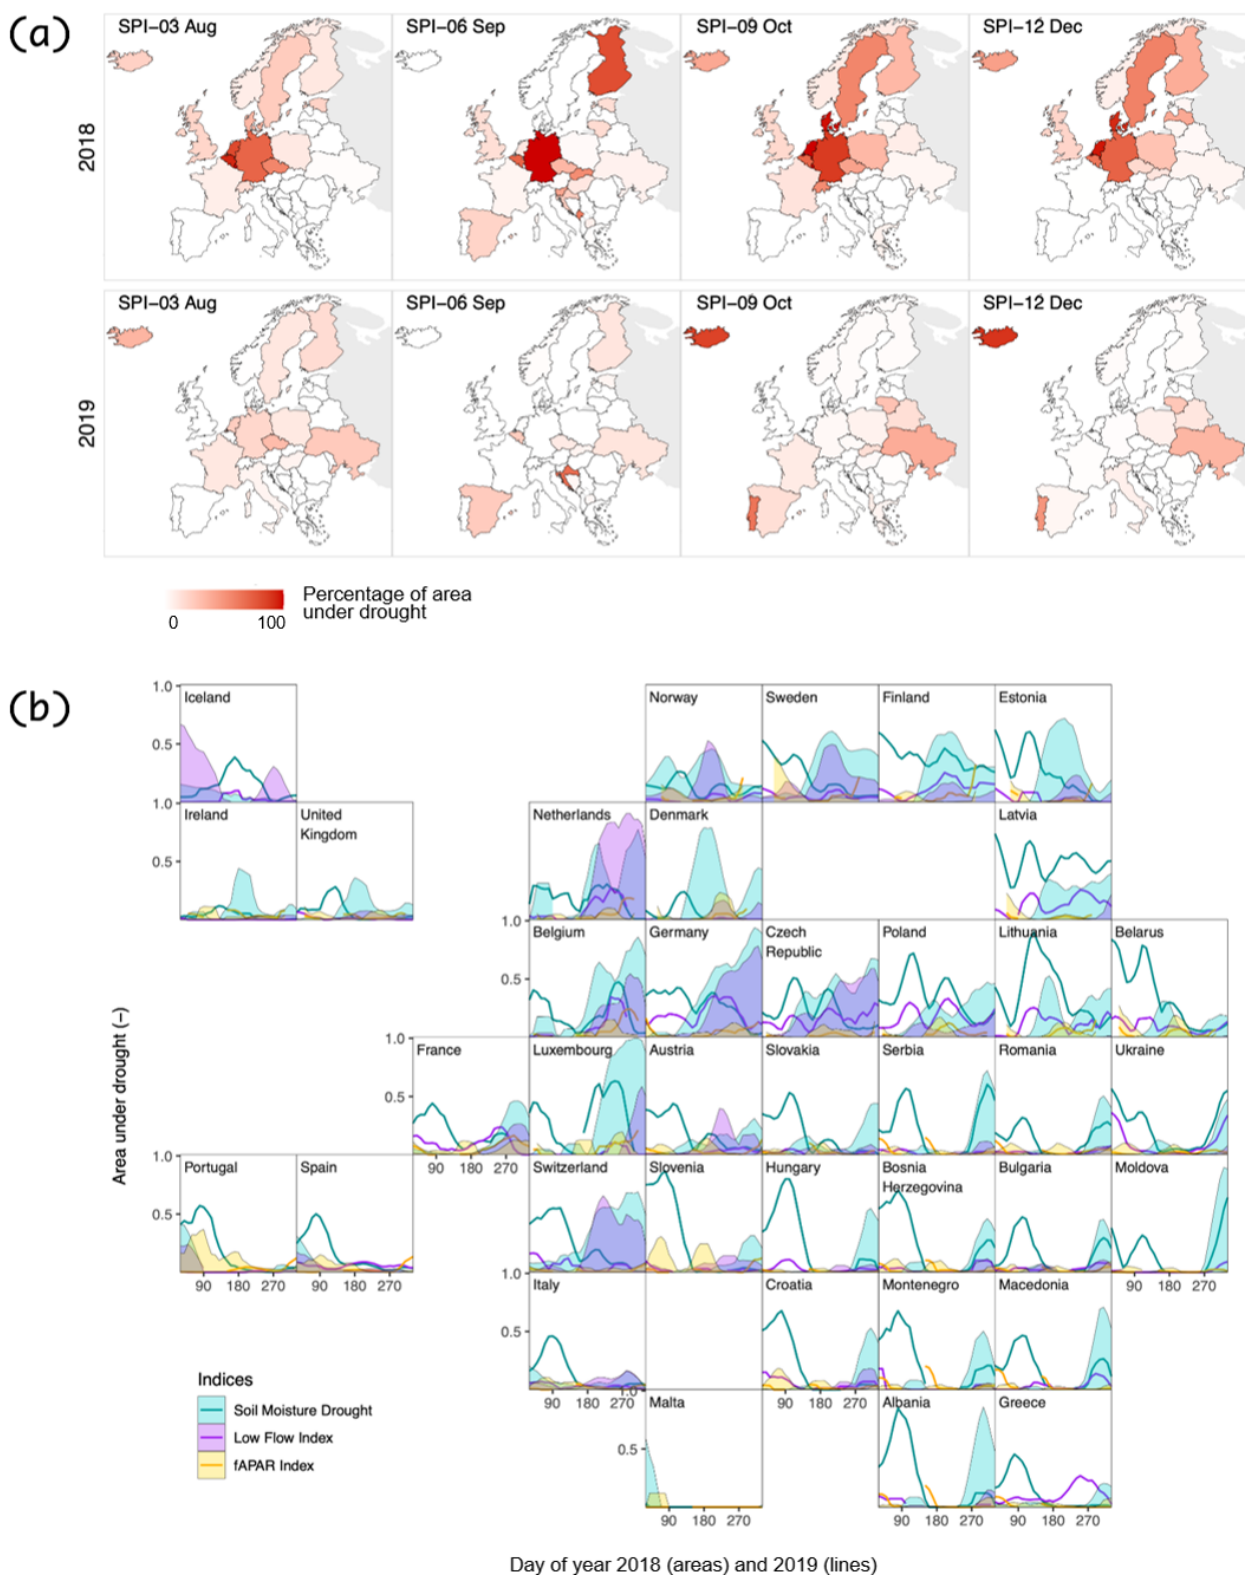 (a)
SPI−03 Aug
SPI−06 Sep
SPI−09 Oct
SPI−12 Dec
2018
SPI−03 Aug
SPI−06 Sep
SPI−09 Oct
SPI−12 Dec
2019
Percentage of area
under drought
0 100
(b)
1.0
Iceland
Norway
Sweden
Finland
Estonia
0.5
1.0
Ireland
United
Kingdom
Netherlands
Denmark
Latvia
0.5
1.0
Belgium
Germany
Czech
Republic
Poland
Lithuania
Belarus
0.5
1.0
France
Luxembourg
Austria
Slovakia
Serbia
Romania
Ukraine
0.5
90 180 270
1.0
Portugal
Spain
Switzerland
Slovenia
Hungary
Bosnia
Herzegovina
Bulgaria
Moldova
0.5
90 180 270
90 180 270
90 180 270
1.0
Italy
Croatia
Montenegro
Macedonia
0.5
90 180 270
90 180 270
1.0
Malta
Albania
Greece
0.5
90 180 270
90 180 270
90 180 270
Area under drought (−)
Indices
Soil Moisture Drought
Low Flow Index
fAPAR Index
Day of year 2018 (areas) and 2019 (lines)